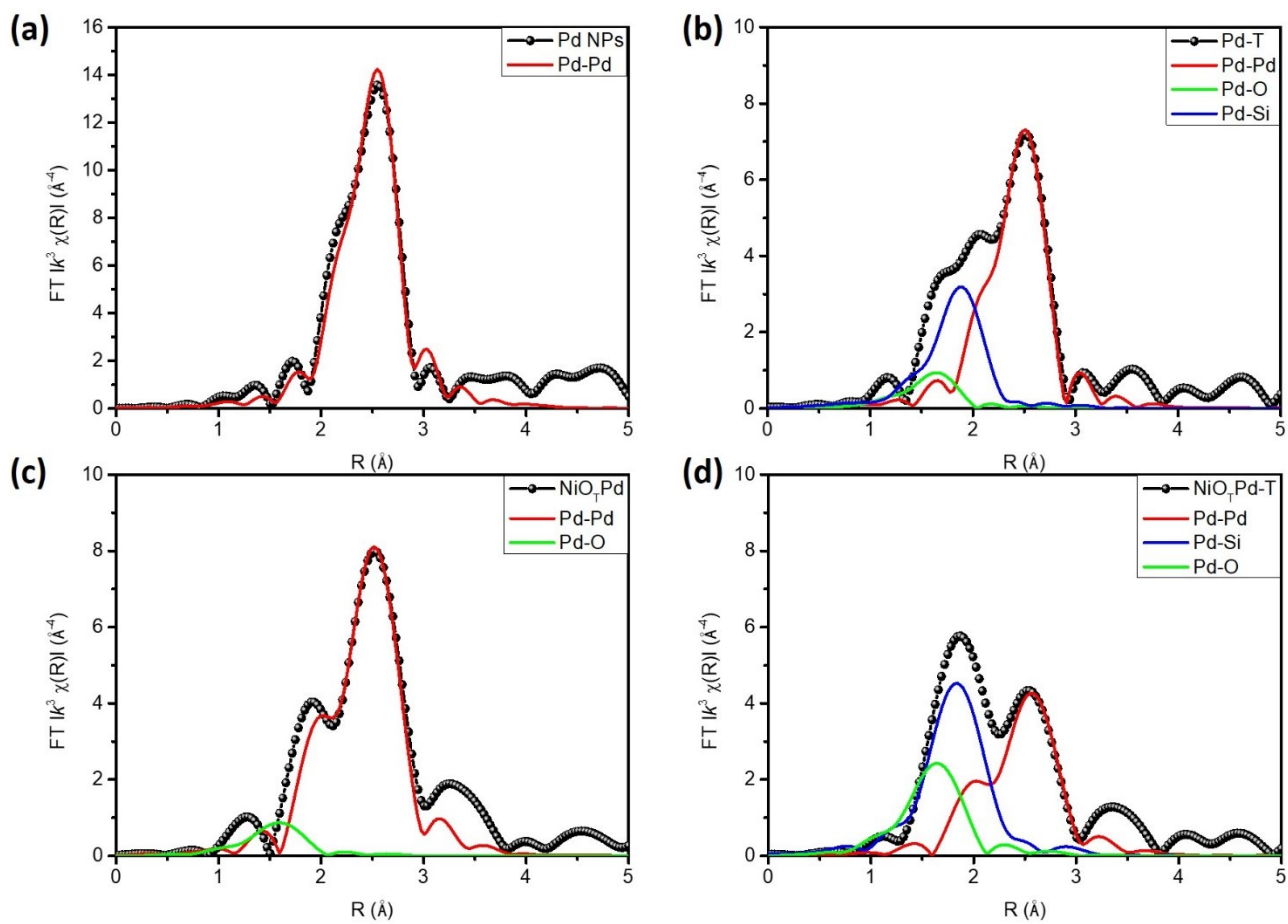 (a)
16
14
12
10
8
6
4
2
0
FT |k³ χ(R)| (Å⁻⁴)
Pd NPs
Pd-Pd
0 1 2 3 4 5
R (Å)
(b)
10
8
6
4
2
0
FT |k³ χ(R)| (Å⁻⁴)
Pd-T
Pd-Pd
Pd-O
Pd-Si
0 1 2 3 4 5
R (Å)
(c)
10
8
6
4
2
0
FT |k³ χ(R)| (Å⁻⁴)
NiO_TPd
Pd-Pd
Pd-O
0 1 2 3 4 5
R (Å)
(d)
10
8
6
4
2
0
FT |k³ χ(R)| (Å⁻⁴)
NiO_TPd-T
Pd-Pd
Pd-Si
Pd-O
0 1 2 3 4 5
R (Å)